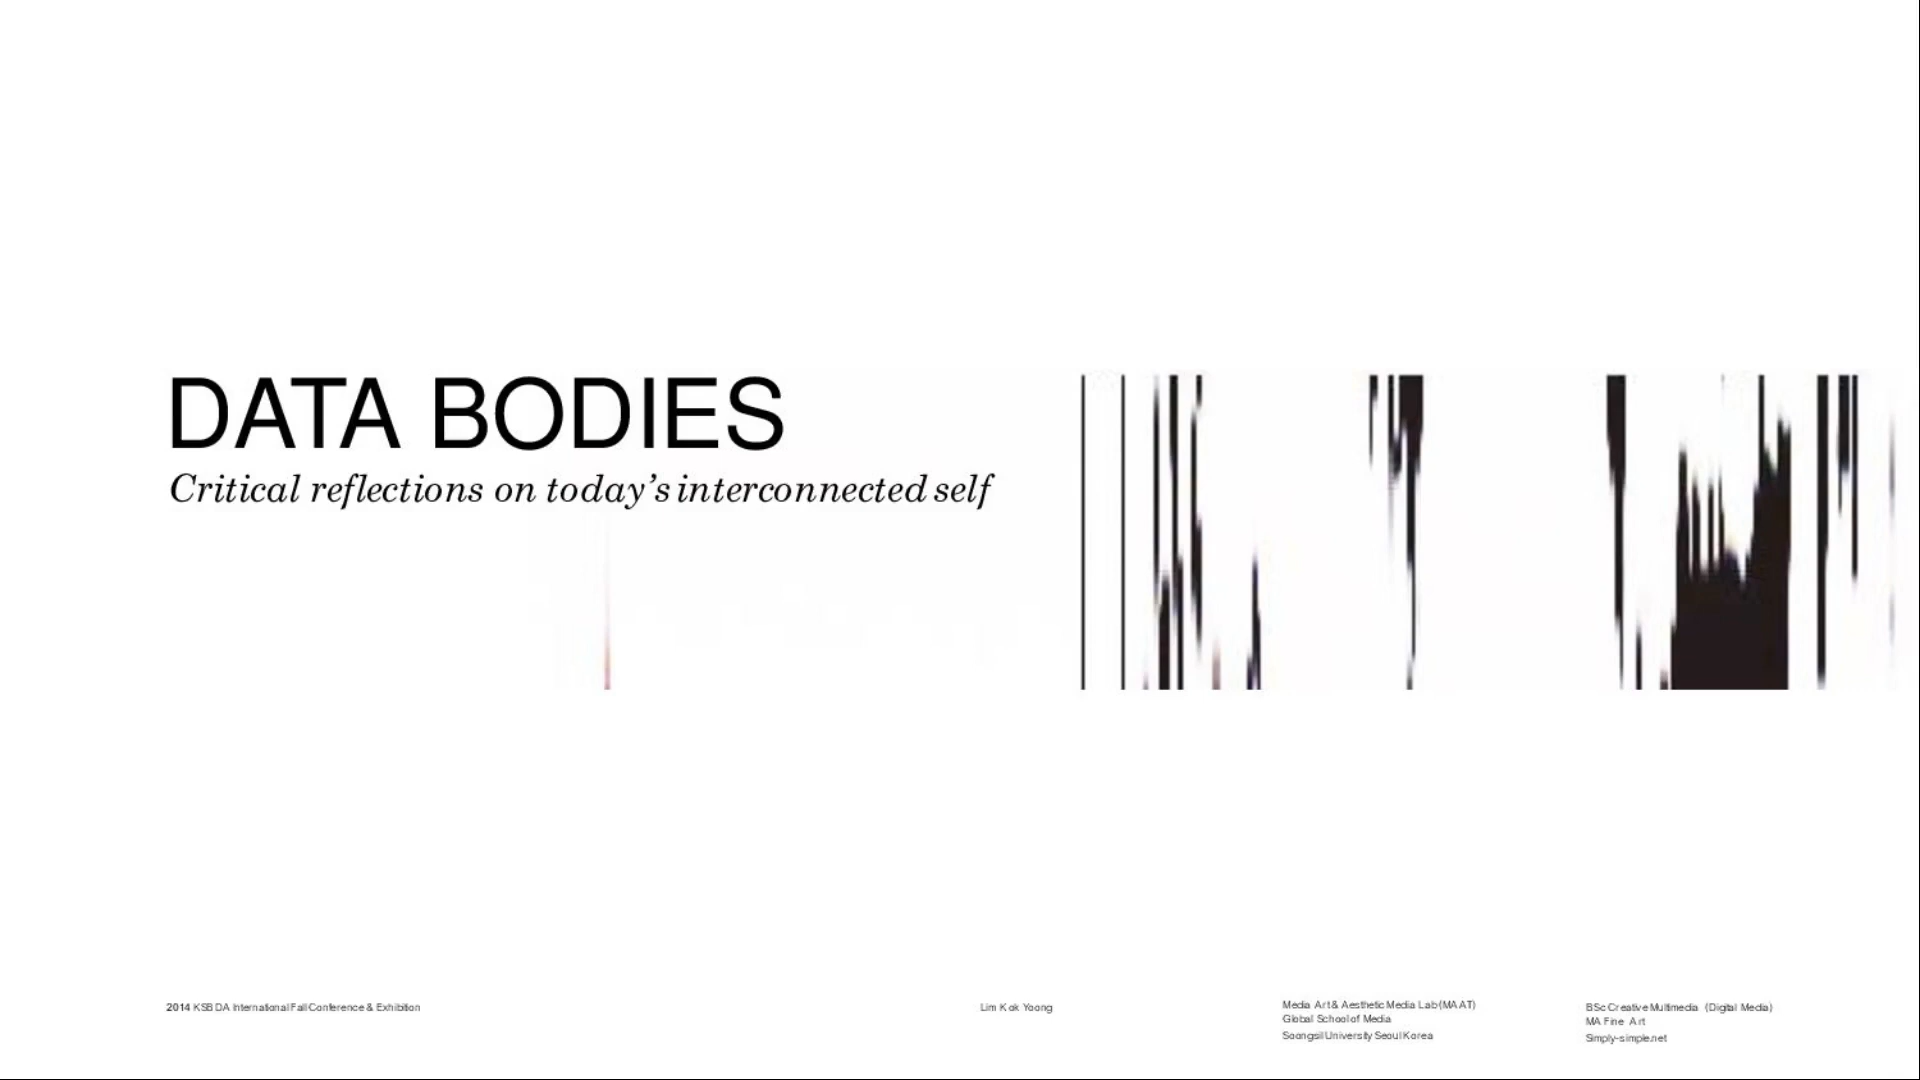 DATA BODIES
Critical reflections on today's interconnected self
2014 KSBDA International Fall Conference & Exhibition
Lim Kok Yoong
Media Art & Aesthetic Media Lab (MAAT)
Global School of Media
Soongsil University Seoul Korea
BSc Creative Multimedia (Digital Media)
MA Fine Art
Simply-simple.net